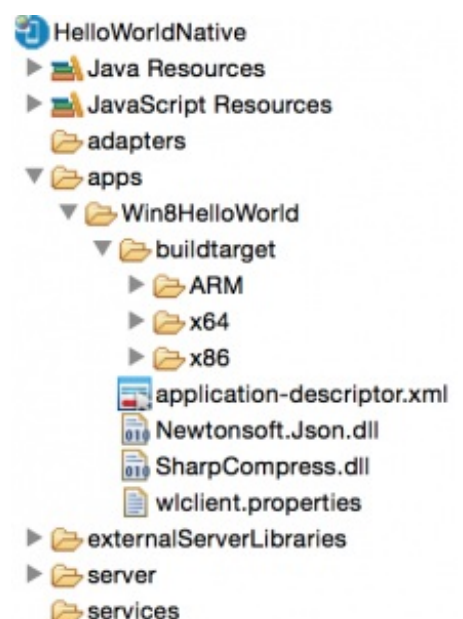 HelloWorldNative
Java Resources
JavaScript Resources
adapters
apps
Win8HelloWorld
buildtarget
ARM
x64
x86
application-descriptor.xml
Newtonsoft.Json.dll
SharpCompress.dll
wlclient.properties
externalServerLibraries
server
services